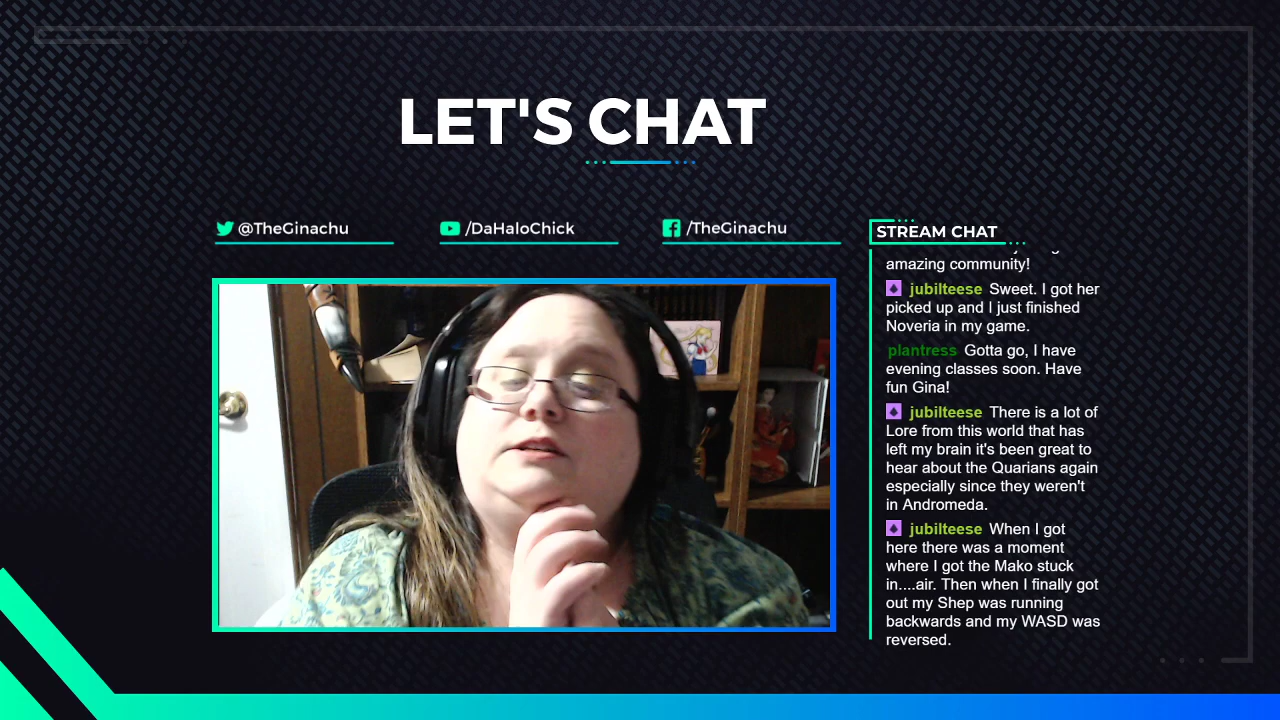 LET'S CHAT
@TheGinachu
/DaHaloChick
/TheGinachu
STREAM CHAT
amazing community!
jubilteese Sweet. I got her
picked up and I just finished
Noveria in my game.
plantress Gotta go, I have
evening classes soon. Have
fun Gina!
jubilteese There is a lot of
Lore from this world that has
left my brain it's been great to
hear about the Quarians again
especially since they weren't
in Andromeda.
jubilteese When I got
here there was a moment
where I got the Mako stuck
in....air. Then when I finally got
out my Shep was running
backwards and my WASD was
reversed.